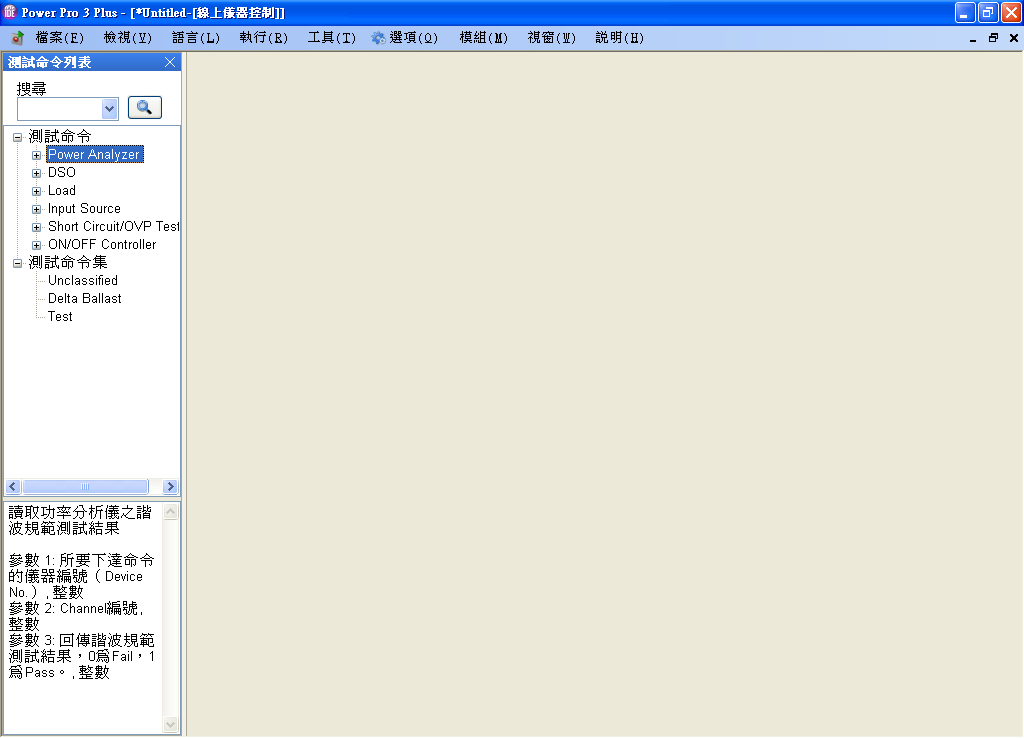 IDE Power Pro 3 Plus - [*Untitled-[線上儀器控制]]
檔案(F) 檢視(V) 語言(L) 執行(R) 工具(T) 選項(O) 模組(M) 視窗(W) 說明(H)
測試命令列表
搜尋
測試命令
Power Analyzer
DSO
Load
Input Source
Short Circuit/OVP Test
ON/OFF Controller
測試命令集
Unclassified
Delta Ballast
Test
讀取功率分析儀之諧
波規範測試結果
參數 1: 所要下達命令
的儀器編號（Device
No.）,整數
參數 2: Channel編號,
整數
參數 3: 回傳諧波規範
測試結果，0為Fail，1
為Pass。,整數